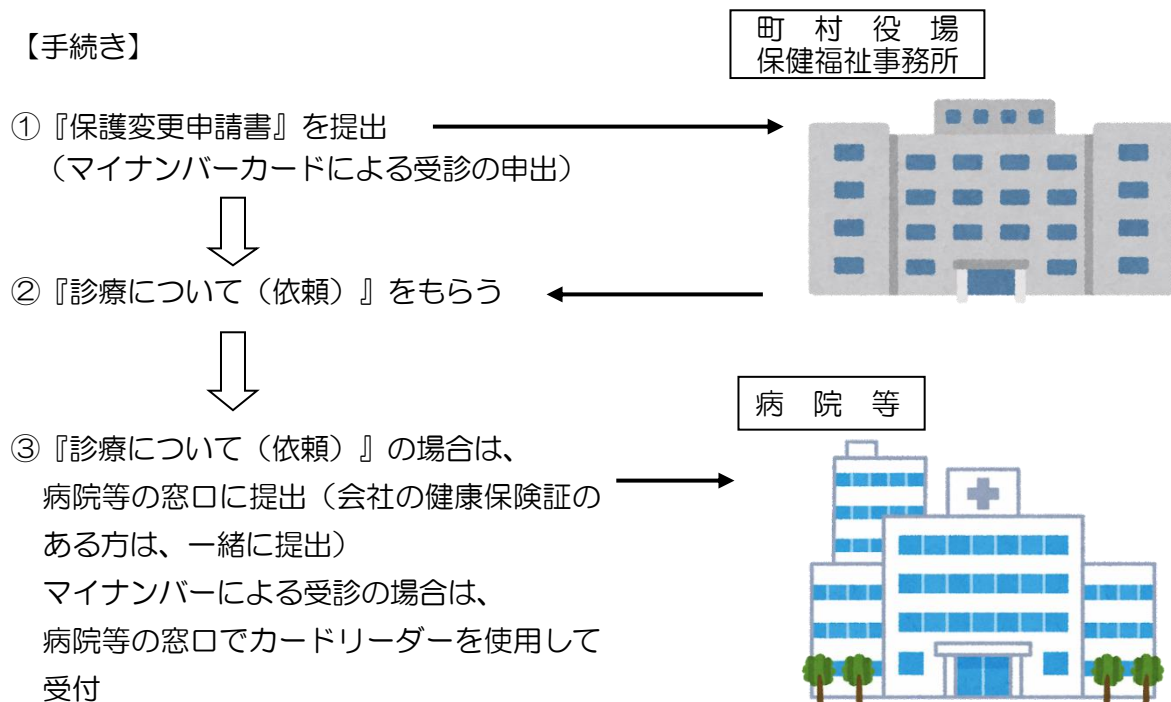 【手続き】
町 村 役 場
保健福祉事務所
①『保護変更申請書』を提出
（マイナンバーカードによる受診の申出）
②『診療について（依頼）』をもらう
病 院 等
③『診療について（依頼）』の場合は、
病院等の窓口に提出（会社の健康保険証の
ある方は、一緒に提出）
マイナンバーによる受診の場合は、
病院等の窓口でカードリーダーを使用して
受付